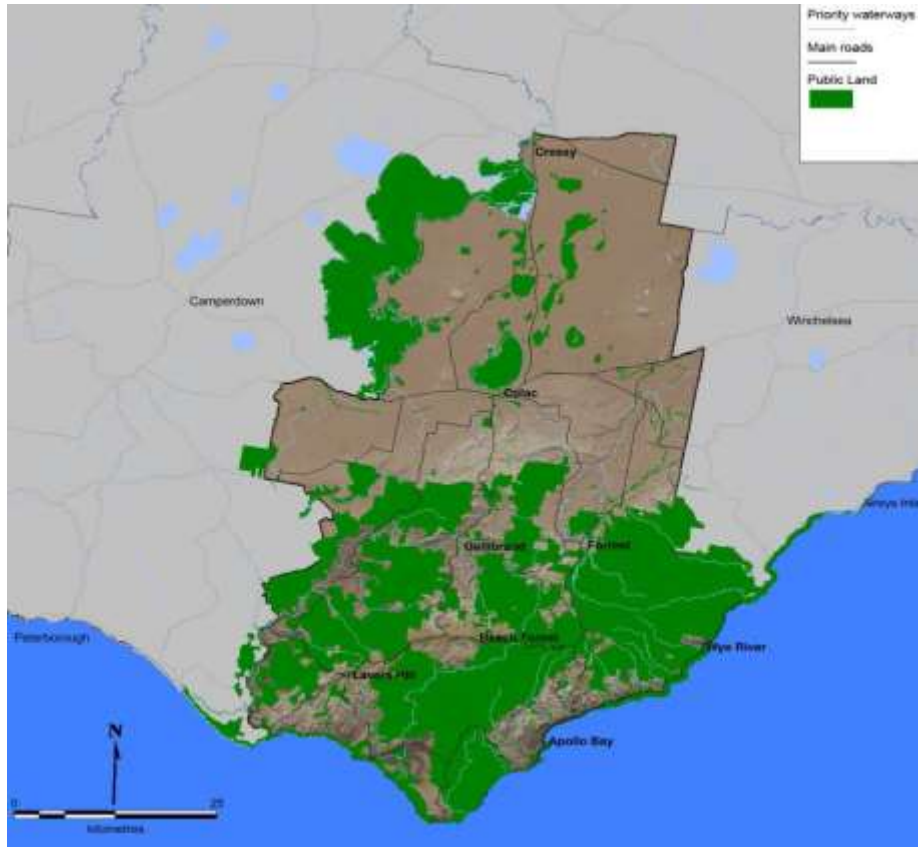 Priority waterways
Main roads
Public Land
Cressy
Camperdown
Winchelsea
Colac
Gellibrand
Forrest
Peterborough
Beech Forest
Wye River
Lavers Hill
Apollo Bay
N
0
25
kilometres